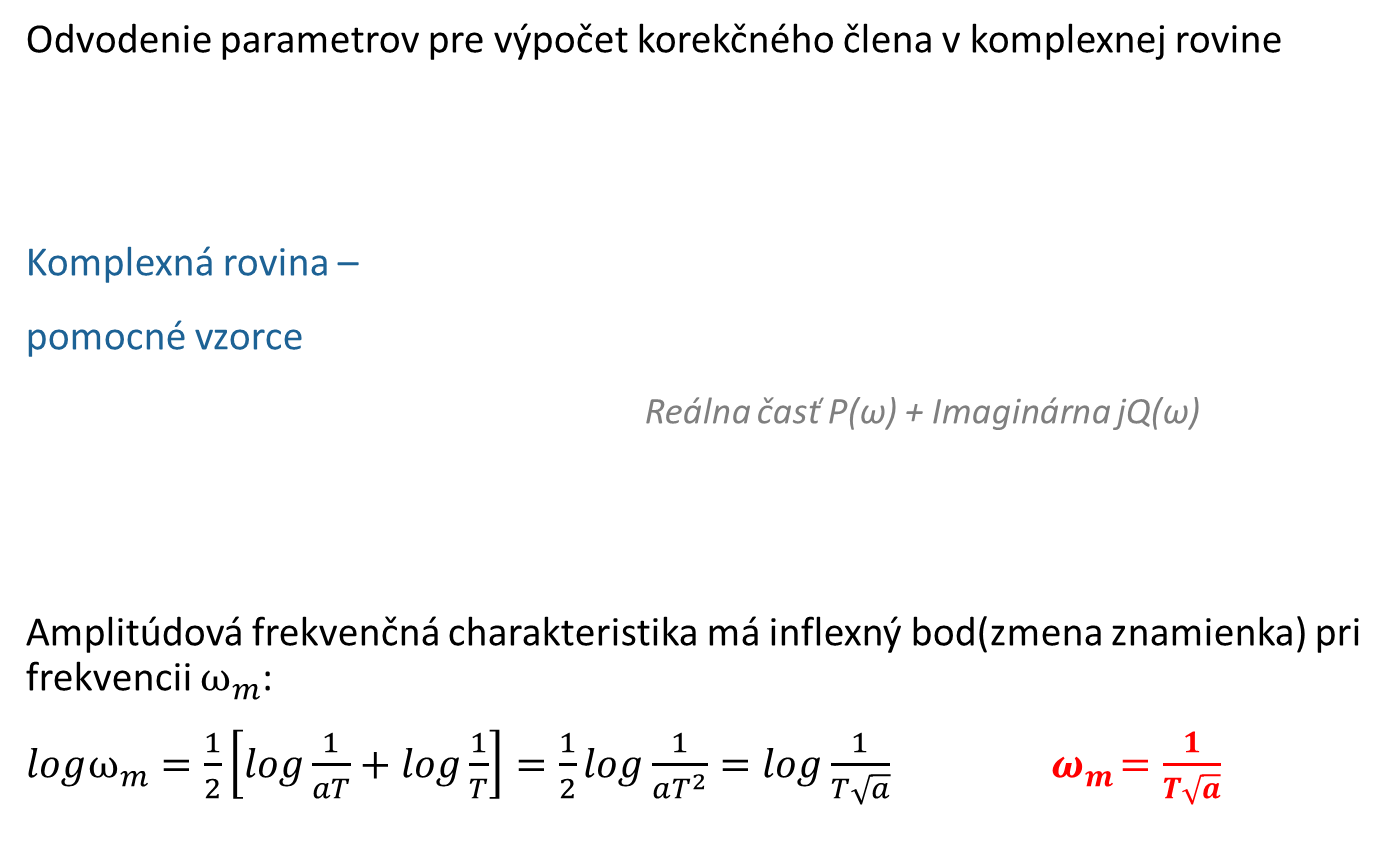 Odvodenie parametrov pre výpočet korekčného člena v komplexnej rovine
Komplexná rovina –
pomocné vzorce
Reálna časť P(ω) + Imaginárna jQ(ω)
Amplitúdová frekvenčná charakteristika má inflexný bod(zmena znamienka) pri
frekvencii ω_m:
log ω_m = 1/2 [log 1/(aT) + log 1/T] = 1/2 log 1/(aT²) = log 1/(T√a) ω_m = 1/(T√a)